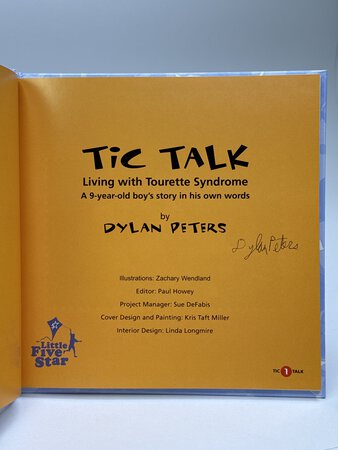 TIC TALK
Living with Tourette Syndrome
A 9-year-old boy's story in his own words
by
DYLAN PETERS
Dylan Peters
Illustrations: Zachary Wendland
Editor: Paul Howey
Project Manager: Sue DeFabis
Cover Design and Painting: Kris Taft Miller
Interior Design: Linda Longmire
Little
Five
Star
TIC 1 TALK